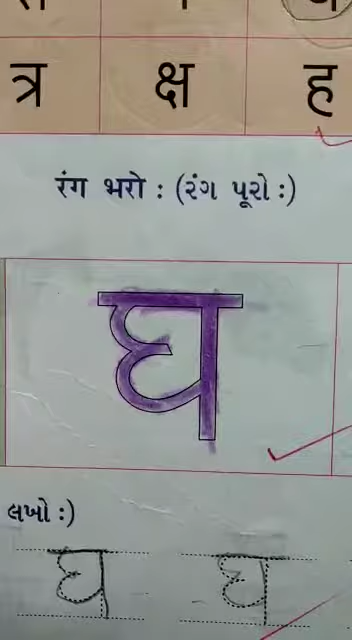 त्र क्ष ह
रंग भरो : (રંગ પૂરો :)
घ
લખો :)
घ घ